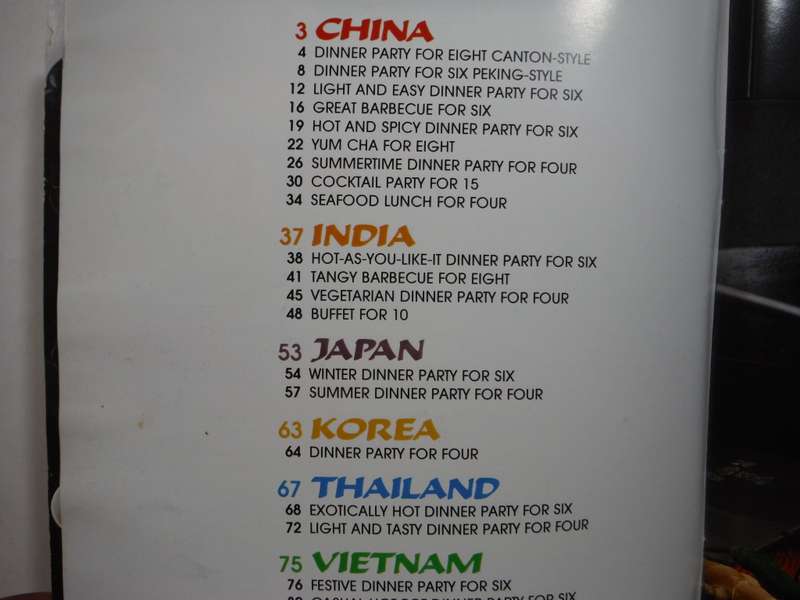 3 CHINA
4 DINNER PARTY FOR EIGHT CANTON-STYLE
8 DINNER PARTY FOR SIX PEKING-STYLE
12 LIGHT AND EASY DINNER PARTY FOR SIX
16 GREAT BARBECUE FOR SIX
19 HOT AND SPICY DINNER PARTY FOR SIX
22 YUM CHA FOR EIGHT
26 SUMMERTIME DINNER PARTY FOR FOUR
30 COCKTAIL PARTY FOR 15
34 SEAFOOD LUNCH FOR FOUR
37 INDIA
38 HOT-AS-YOU-LIKE-IT DINNER PARTY FOR SIX
41 TANGY BARBECUE FOR EIGHT
45 VEGETARIAN DINNER PARTY FOR FOUR
48 BUFFET FOR 10
53 JAPAN
54 WINTER DINNER PARTY FOR SIX
57 SUMMER DINNER PARTY FOR FOUR
63 KOREA
64 DINNER PARTY FOR FOUR
67 THAILAND
68 EXOTICALLY HOT DINNER PARTY FOR SIX
72 LIGHT AND TASTY DINNER PARTY FOR FOUR
75 VIETNAM
76 FESTIVE DINNER PARTY FOR SIX
DINNER PARTY FOR SIX